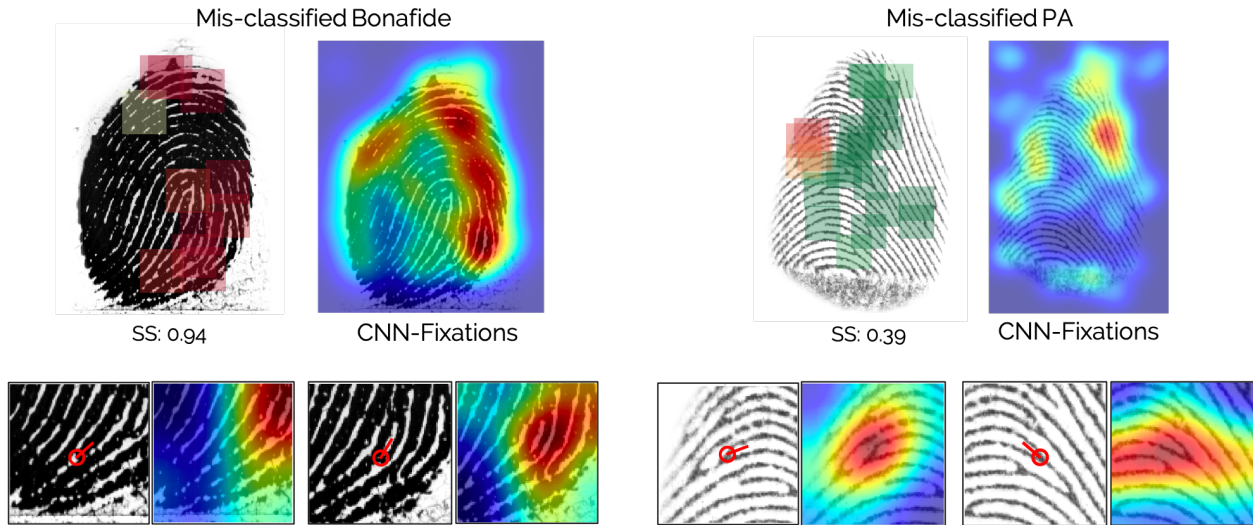 Mis-classified Bonafide
Mis-classified PA
SS: 0.94
CNN-Fixations
SS: 0.39
CNN-Fixations